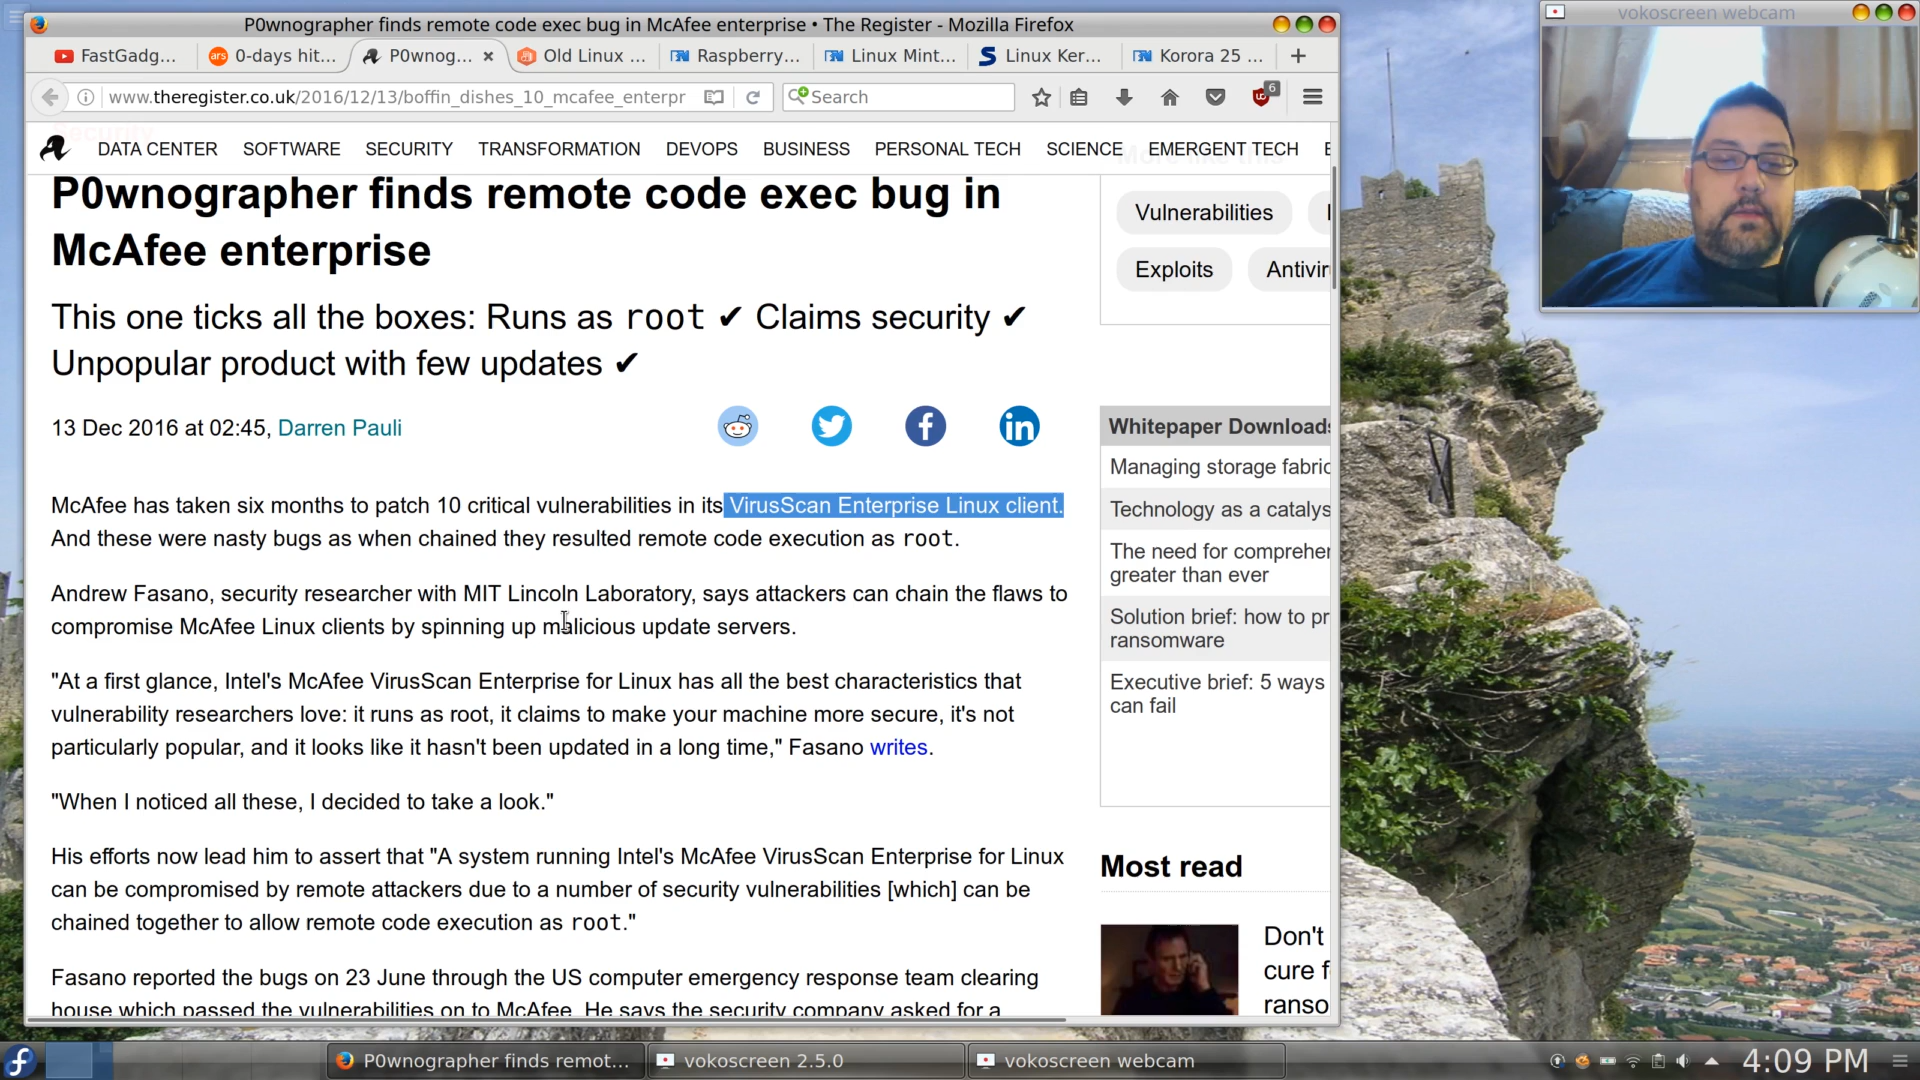 P0wnographer finds remote code exec bug in McAfee enterprise • The Register - Mozilla Firefox
vokoscreen webcam
FastGadg...
ars 0-days hit...
P0wnog...
Old Linux ...
Raspberry...
Linux Mint...
Linux Ker...
Korora 25 ...
www.theregister.co.uk/2016/12/13/boffin_dishes_10_mcafee_enterpr
Search
6
DATA CENTER SOFTWARE SECURITY TRANSFORMATION DEVOPS BUSINESS PERSONAL TECH SCIENCE EMERGENT TECH E
Security
More like this
P0wnographer finds remote code exec bug in
McAfee enterprise
This one ticks all the boxes: Runs as root ✔ Claims security ✔
Unpopular product with few updates ✔
13 Dec 2016 at 02:45, Darren Pauli
McAfee has taken six months to patch 10 critical vulnerabilities in its VirusScan Enterprise Linux client.
And these were nasty bugs as when chained they resulted remote code execution as root.
Andrew Fasano, security researcher with MIT Lincoln Laboratory, says attackers can chain the flaws to
compromise McAfee Linux clients by spinning up malicious update servers.
"At a first glance, Intel's McAfee VirusScan Enterprise for Linux has all the best characteristics that
vulnerability researchers love: it runs as root, it claims to make your machine more secure, it's not
particularly popular, and it looks like it hasn't been updated in a long time," Fasano writes.
"When I noticed all these, I decided to take a look."
His efforts now lead him to assert that "A system running Intel's McAfee VirusScan Enterprise for Linux
can be compromised by remote attackers due to a number of security vulnerabilities [which] can be
chained together to allow remote code execution as root."
Fasano reported the bugs on 23 June through the US computer emergency response team clearing
house which passed the vulnerabilities on to McAfee. He says the security company asked for a
Vulnerabilities
Exploits
Antivir
Whitepaper Downloads
Managing storage fabric
Technology as a catalys
The need for comprehen
greater than ever
Solution brief: how to pr
ransomware
Executive brief: 5 ways
can fail
Most read
Don't
cure f
ranso
P0wnographer finds remot...
vokoscreen 2.5.0
vokoscreen webcam
4:09 PM